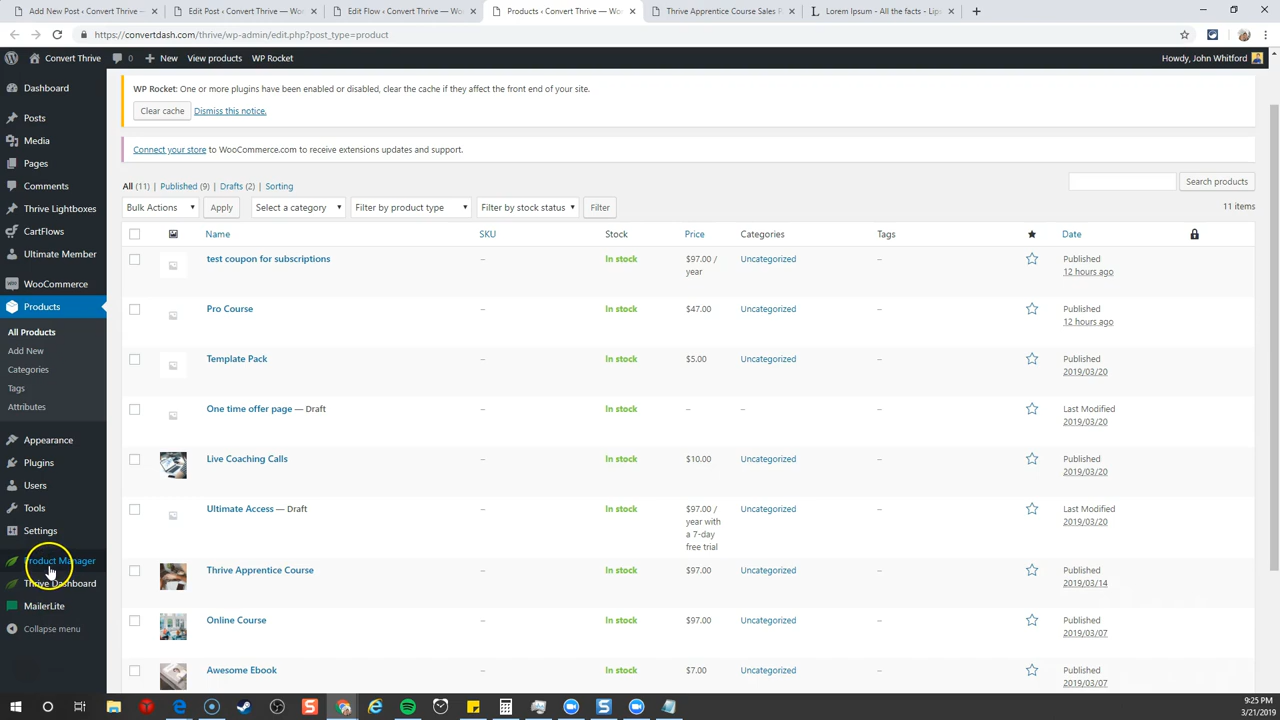 Add New Post ‹ Convert Thrive — W
Edit Post ‹ Convert Thrive — Wor
Edit Flow ‹ Convert Thrive — Wo
Products ‹ Convert Thrive — Wo
Thrive Apprentice Course Sales P
Lorem Ipsum - All the facts - Lip
https://convertdash.com/thrive/wp-admin/edit.php?post_type=product
Convert Thrive 0 New View products WP Rocket Howdy, John Whitford
Dashboard
Posts
Media
Pages
Comments
Thrive Lightboxes
CartFlows
Ultimate Member
WooCommerce
Products
All Products
Add New
Categories
Tags
Attributes
Appearance
Plugins
Users
Tools
Settings
Product Manager
Thrive Dashboard
MailerLite
Collapse menu
WP Rocket: One or more plugins have been enabled or disabled, clear the cache if they affect the front end of your site.
Clear cache Dismiss this notice.
Connect your store to WooCommerce.com to receive extensions updates and support.
All (11) | Published (9) | Drafts (2) | Sorting
Search products
Bulk Actions Apply Select a category Filter by product type Filter by stock status Filter 11 items
Name SKU Stock Price Categories Tags Date
test coupon for subscriptions – In stock $97.00 / Uncategorized – Published
year 12 hours ago
Pro Course – In stock $47.00 Uncategorized – Published
12 hours ago
Template Pack – In stock $5.00 Uncategorized – Published
2019/03/20
One time offer page — Draft – In stock – – – Last Modified
2019/03/20
Live Coaching Calls – In stock $10.00 Uncategorized – Published
2019/03/20
Ultimate Access — Draft – In stock $97.00 / Uncategorized – Last Modified
year with 2019/03/20
a 7-day
free trial
Thrive Apprentice Course – In stock $97.00 Uncategorized – Published
2019/03/14
Online Course – In stock $97.00 Uncategorized – Published
2019/03/07
Awesome Ebook – In stock $7.00 Uncategorized – Published
2019/03/07
9:25 PM
3/21/2019